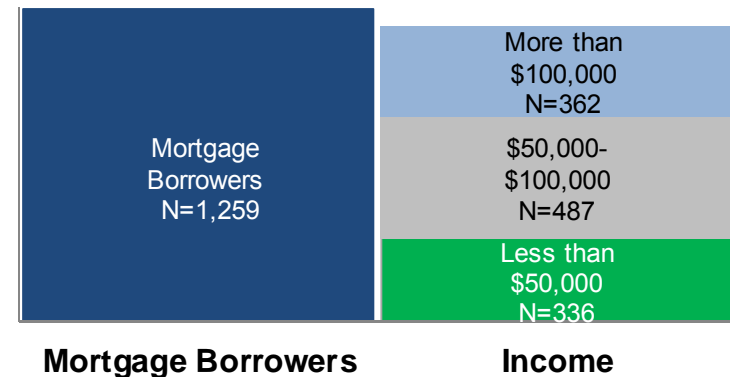 Mortgage
Borrowers
N=1,259
More than
$100,000
N=362
$50,000-
$100,000
N=487
Less than
$50,000
N=336
Mortgage Borrowers
Income